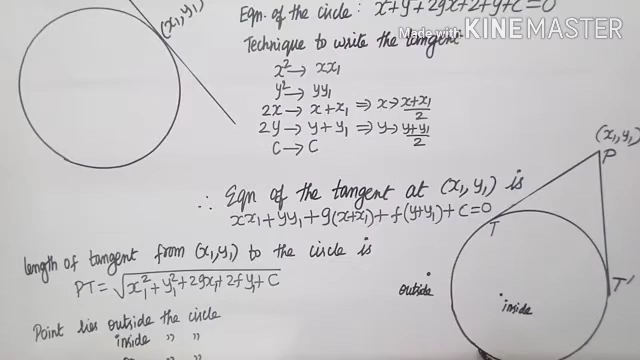 (x₁, y₁)
Eqn. of the circle: x²+y²+2gx+2fy+c=0
Made with KINEMASTER
Technique to write the tangent
x² → xx₁
y² → yy₁
2x → x+x₁ ⇒ x→ (x+x₁)/2
2y → y+y₁ ⇒ y→ (y+y₁)/2
c → c
(x₁, y₁)
P
∴ Eqn of the tangent at (x₁, y₁) is
xx₁+yy₁+g(x+x₁)+f(y+y₁)+c=0
T
length of tangent from (x₁, y₁) to the circle is
PT=√(x₁²+y₁²+2gx₁+2fy₁+c)
T'
outside
inside
Point lies outside the circle
inside " "
" "